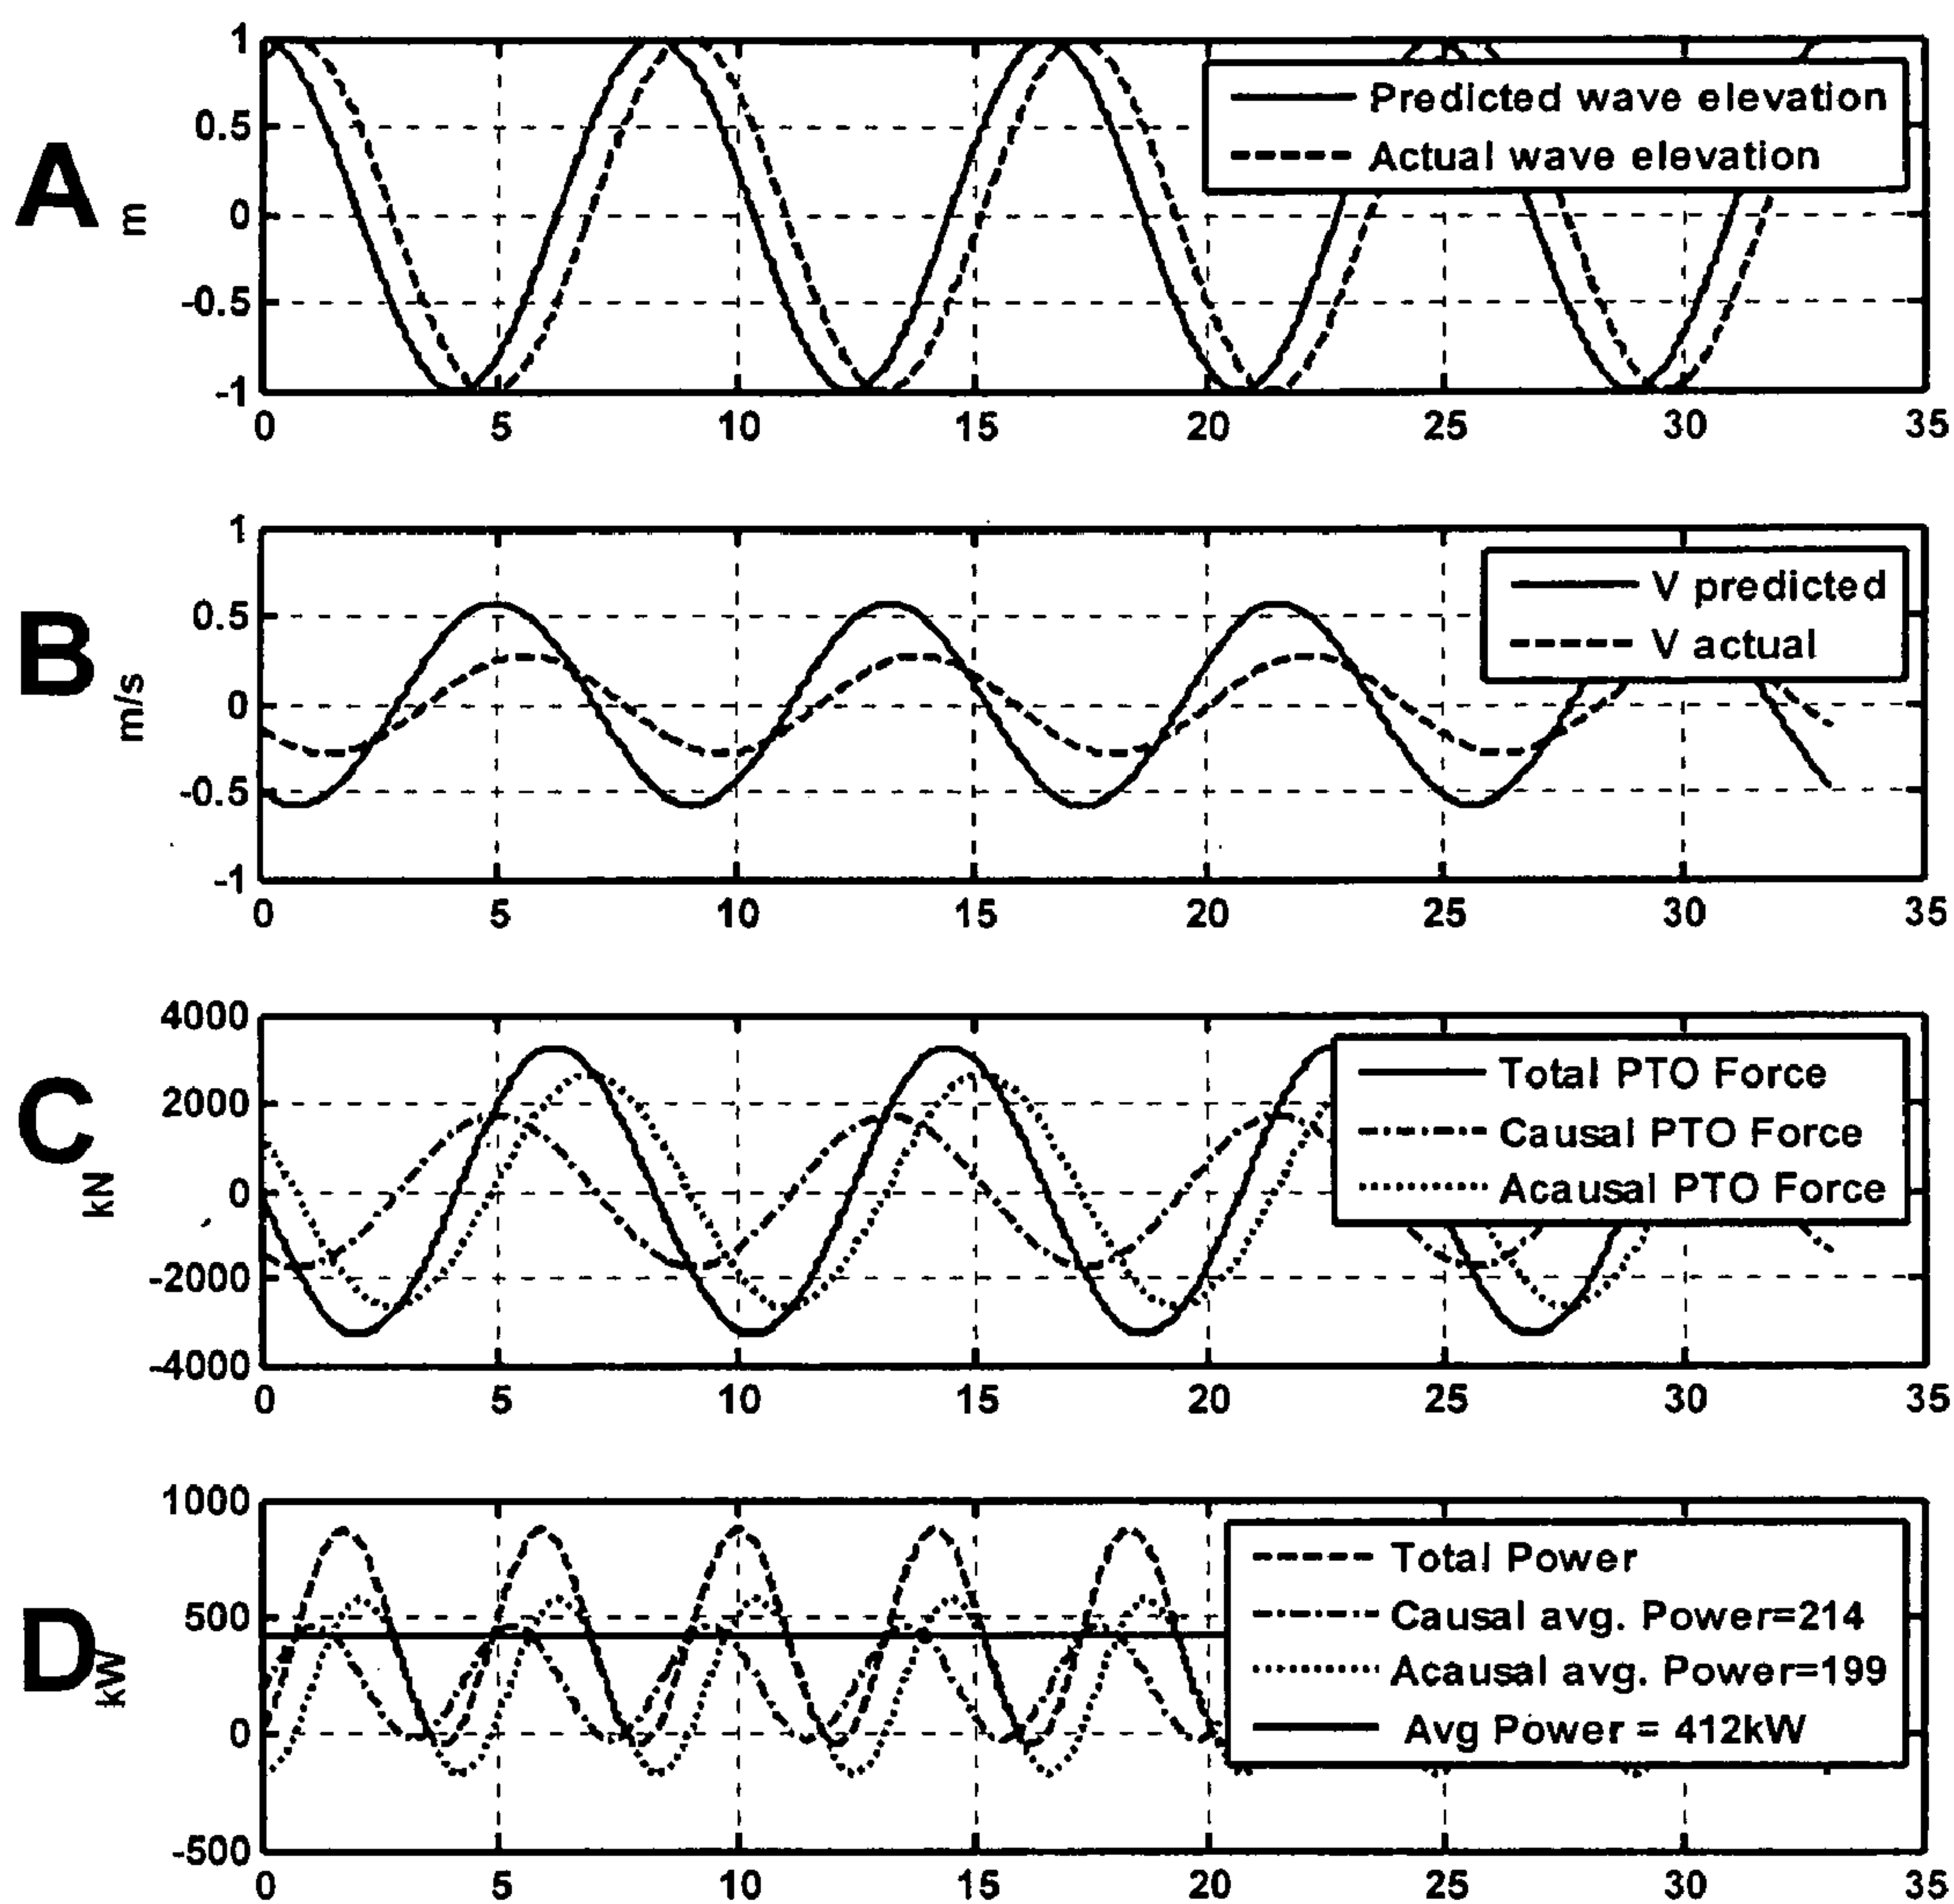 A
m
1
0.5
0
-0.5
-1
0 5 10 15 20 25 30 35
Predicted wave elevation
Actual wave elevation
B
m/s
1
0.5
0
-0.5
-1
0 5 10 15 20 25 30 35
V predicted
V actual
C
kN
4000
2000
0
-2000
-4000
0 5 10 15 20 25 30 35
Total PTO Force
Causal PTO Force
Acausal PTO Force
D
kW
1000
500
0
-500
0 5 10 15 20 25 30 35
Total Power
Causal avg. Power=214
Acausal avg. Power=199
Avg Power = 412kW